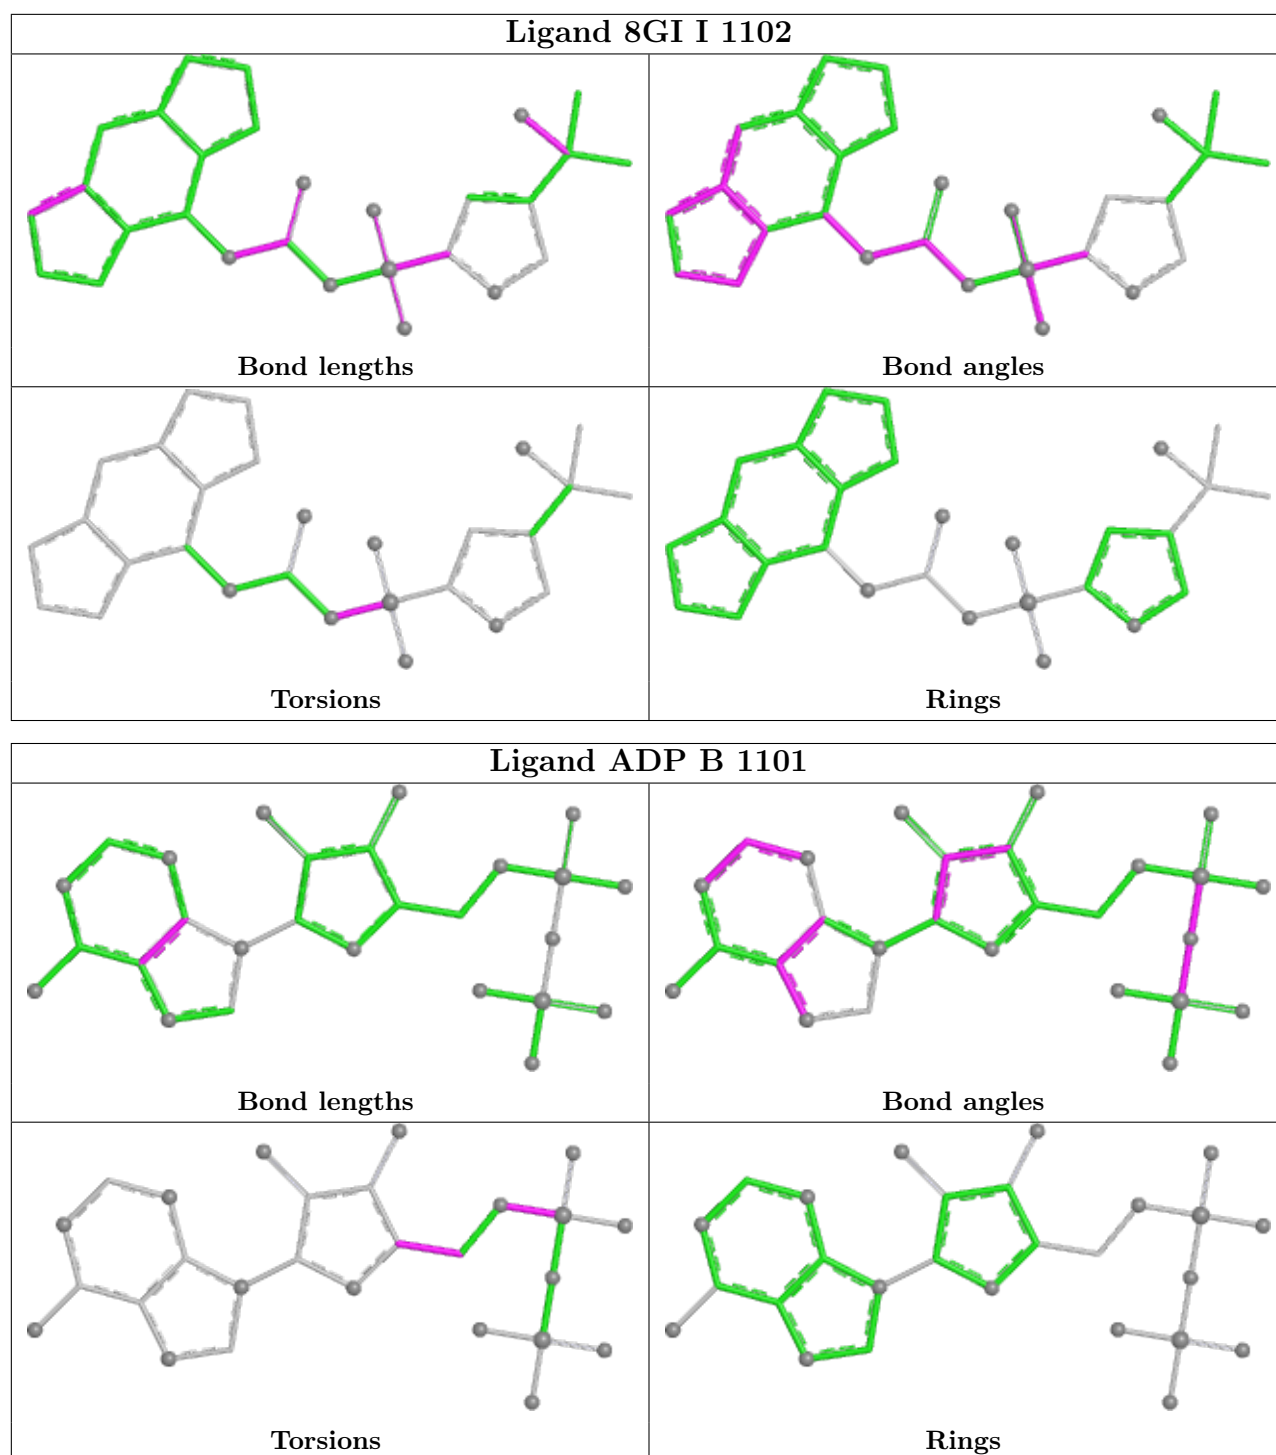 Ligand 8GI I 1102
Bond lengths
Bond angles
Torsions
Rings
Ligand ADP B 1101
Bond lengths
Bond angles
Torsions
Rings